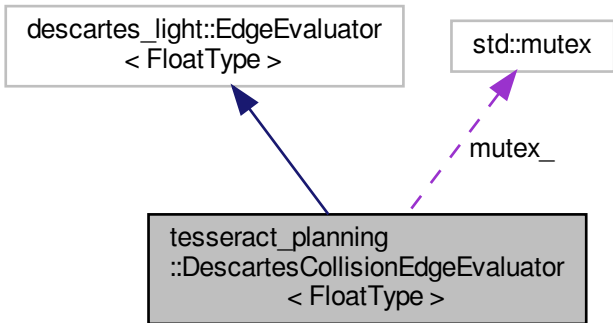 descartes_light::EdgeEvaluator
< FloatType >
std::mutex
mutex_
tesseract_planning
::DescartesCollisionEdgeEvaluator
< FloatType >